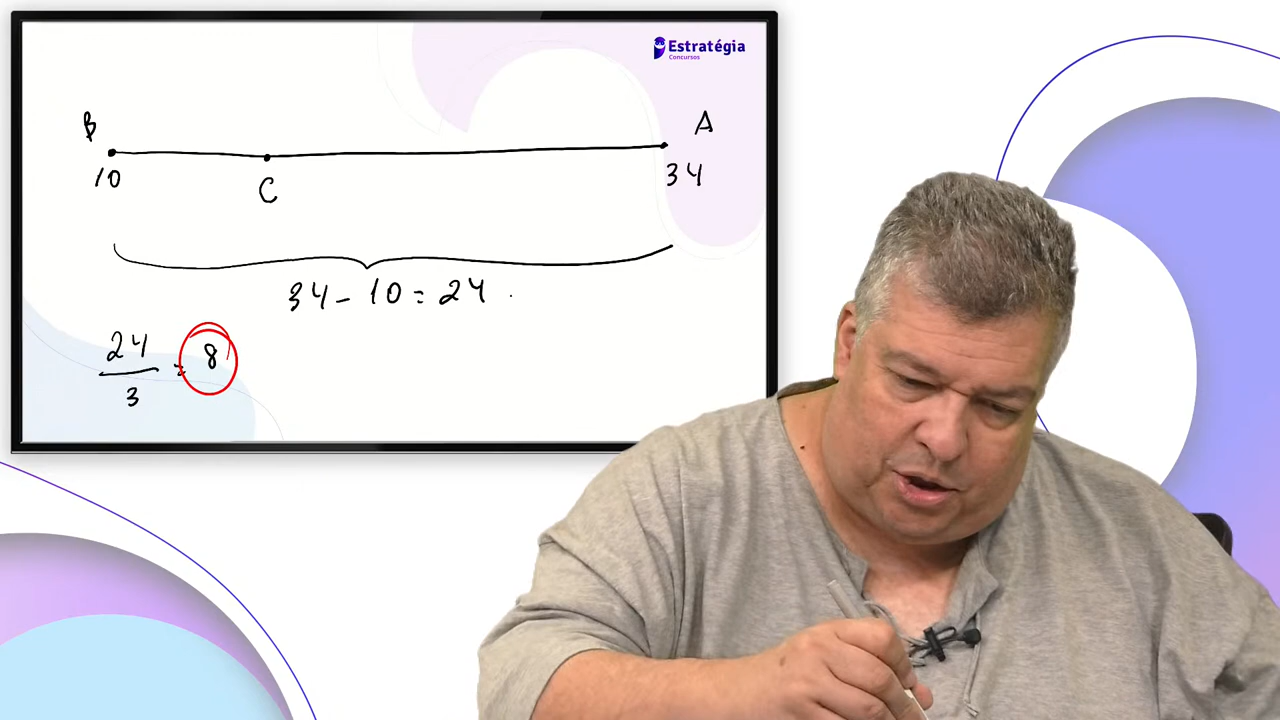 Estratégia
Concursos
B A
10 C 34
34 - 10 = 24
24
3
= 8